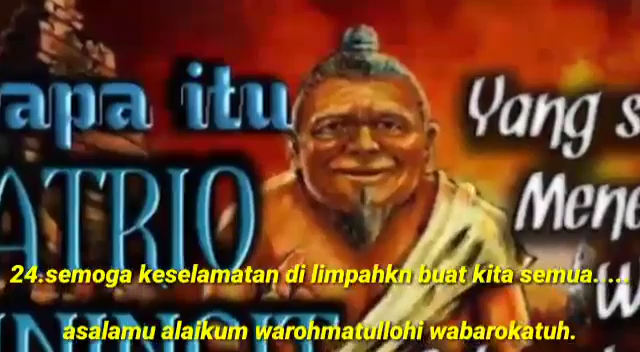 apa itu
Yang s
ATRIO
Mene
24.semoga keselamatan di limpahkn buat kita semua.....
W
asalamu alaikum warohmatullohi wabarokatuh.